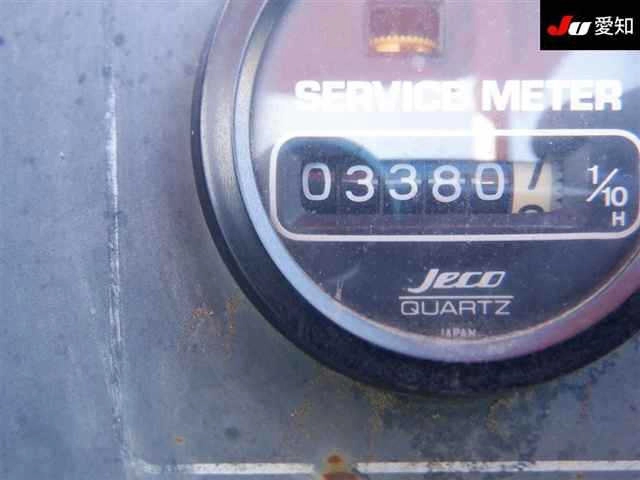 JU 愛知
SERVICE METER
03380 1/10
H
Jeco
QUARTZ
JAPAN